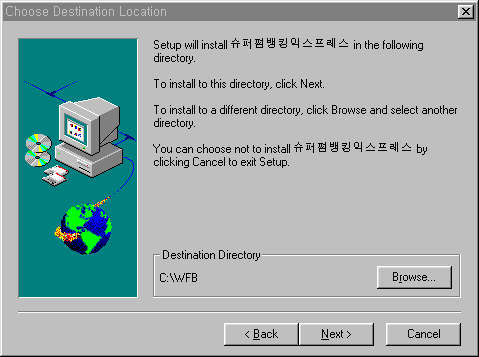 Choose Destination Location
Setup will install 슈퍼펌뱅킹익스프레스 in the following
directory.
To install to this directory, click Next.
To install to a different directory, click Browse and select another
directory.
You can choose not to install 슈퍼펌뱅킹익스프레스 by
clicking Cancel to exit Setup.
Destination Directory
C:\WFB
Browse...
< Back
Next >
Cancel